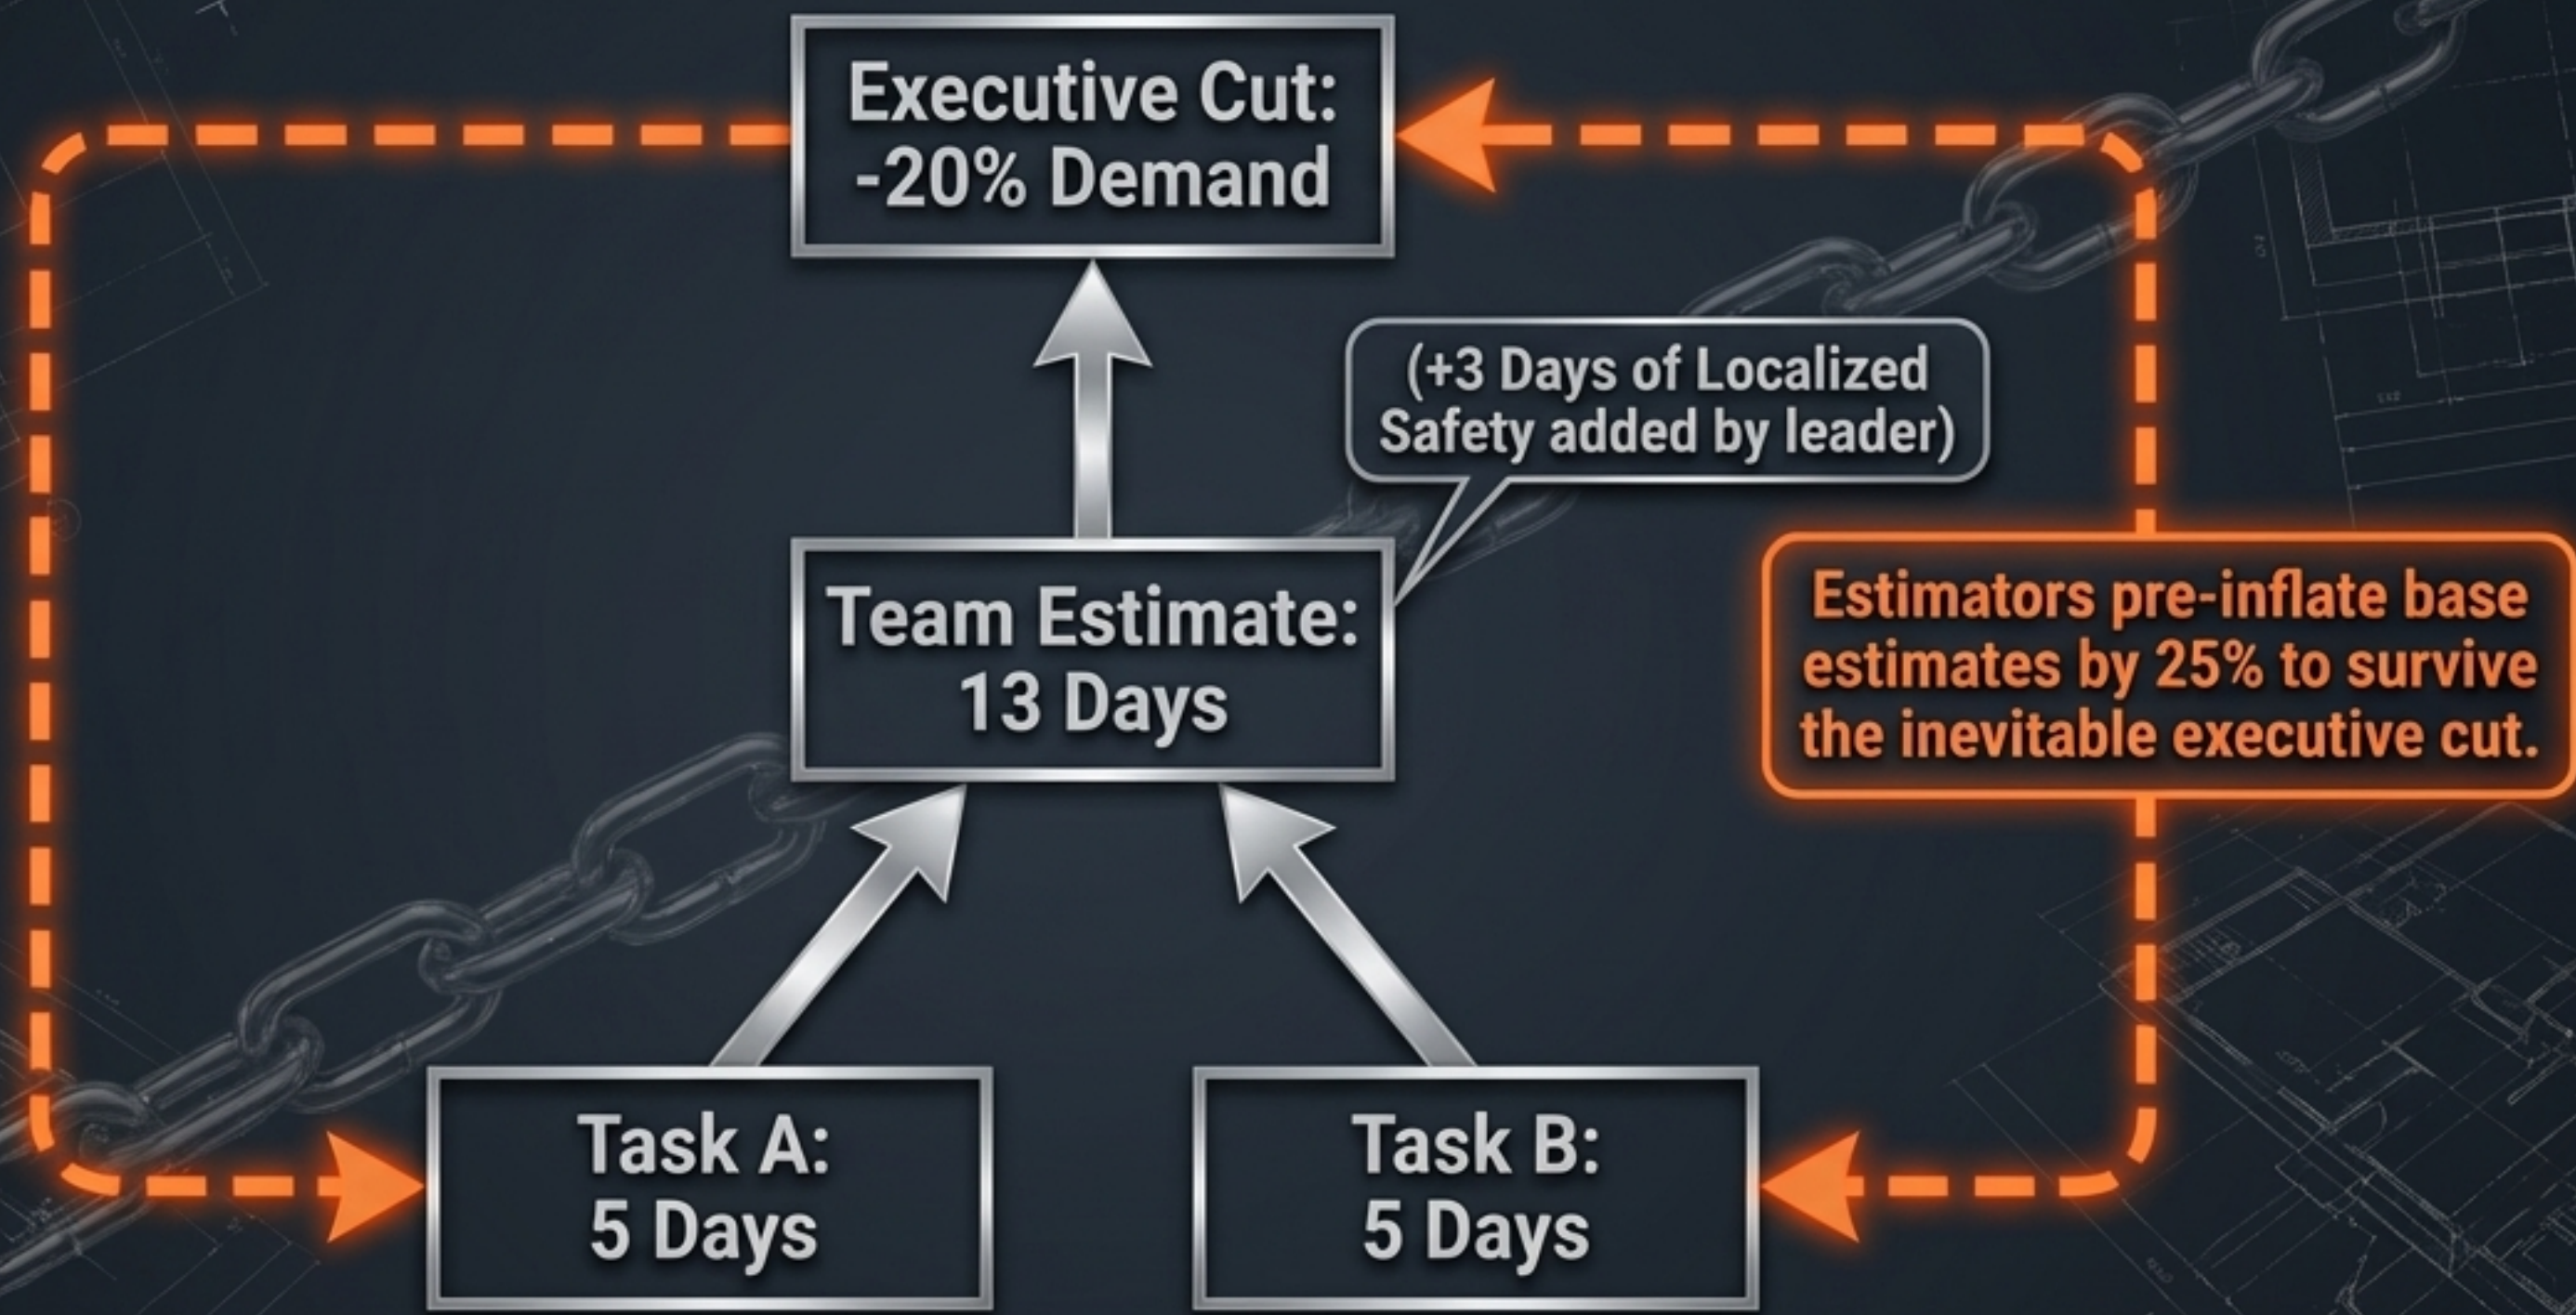 Executive Cut:
-20% Demand
(+3 Days of Localized
Safety added by leader)
Team Estimate:
13 Days
Estimators pre-inflate base
estimates by 25% to survive
the inevitable executive cut.
Task A:
5 Days
Task B:
5 Days